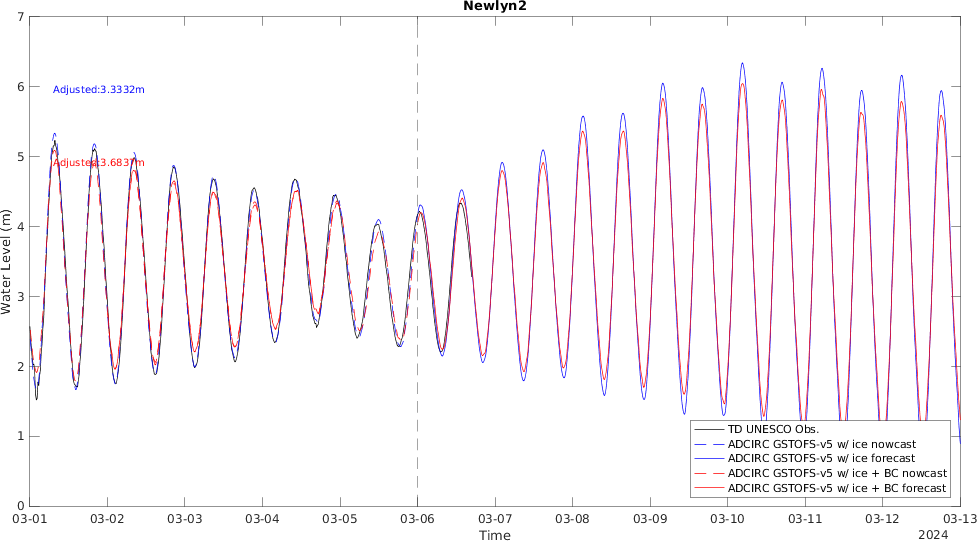 Newlyn2
7
6
5
4
3
2
1
0
Water Level (m)
Adjusted:3.3332m
Adjusted:3.6837m
TD UNESCO Obs.
ADCIRC GSTOFS-v5 w/ ice nowcast
ADCIRC GSTOFS-v5 w/ ice forecast
ADCIRC GSTOFS-v5 w/ ice + BC nowcast
ADCIRC GSTOFS-v5 w/ ice + BC forecast
03-01 03-02 03-03 03-04 03-05 03-06 03-07 03-08 03-09 03-10 03-11 03-12 03-13
Time
2024